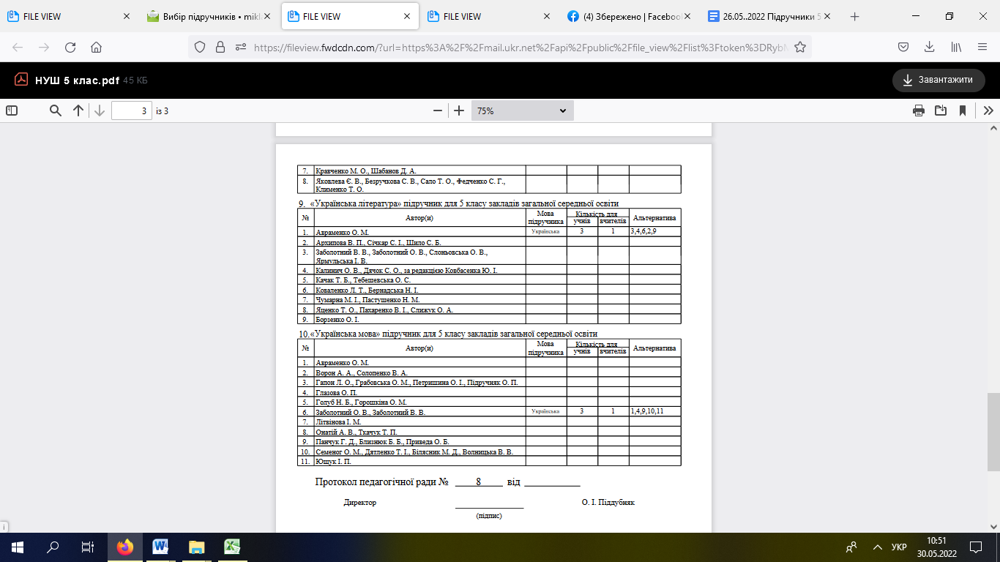 FILE VIEW
Вибір підручників • mikl
FILE VIEW
FILE VIEW
(4) Збережено | Facebook
26.05..2022 Підручники 5
https://fileview.fwdcdn.com/?url=https%3A%2F%2Fmail.ukr.net%2Fapi%2Fpublic%2Ffile_view%2Flist%3Ftoken%3DRybM
НУШ 5 клас.pdf 45 КБ
Завантажити
3 із 3
75%
7. Кравченко М. О., Шабанов Д. А.
8. Яковлева Є. В., Безручкова С. В., Сало Т. О., Федченко С. Г.,
Клименко Т. О.
9. «Українська література» підручник для 5 класу закладів загальної середньої освіти
№ Автор(и) Мова підручника Кількість для учнів вчителів Альтернатива
1. Авраменко О. М. Українська 3 1 3,4,6,2,9
2. Архипова В. П., Січкар С. І., Шило С. Б.
3. Заболотний В. В., Заболотний О. В., Слоньовська О. В.,
Ярмульська І. В.
4. Калинич О. В., Дячок С. О., за редакцією Ковбасенка Ю. І.
5. Качак Т. Б., Тебешевська О. С.
6. Коваленко Л. Т., Бернадська Н. І.
7. Чумарна М. І., Пастушенко Н. М.
8. Яценко Т. О., Пахаренко В. І., Слижук О. А.
9. Борзенко О. І.
10.«Українська мова» підручник для 5 класу закладів загальної середньої освіти
№ Автор(и) Мова підручника Кількість для учнів вчителів Альтернатива
1. Авраменко О. М.
2. Ворон А. А., Солопенко В. А.
3. Гапон Л. О., Грабовська О. М., Петришина О. І., Підручняк О. П.
4. Глазова О. П.
5. Голуб Н. Б., Горошкіна О. М.
6. Заболотний О. В., Заболотний В. В. Українська 3 1 1,4,9,10,11
7. Літвінова І. М.
8. Онатій А. В., Ткачук Т. П.
9. Панчук Г. Д., Близнюк Б. Б., Приведа О. Б.
10. Семеног О. М., Дятленко Т. І., Білясник М. Д., Волницька В. В.
11. Ющук І. П.
Протокол педагогічної ради № 8 від
Директор О. І. Піддубняк
(підпис)
УКР
10:51
30.05.2022